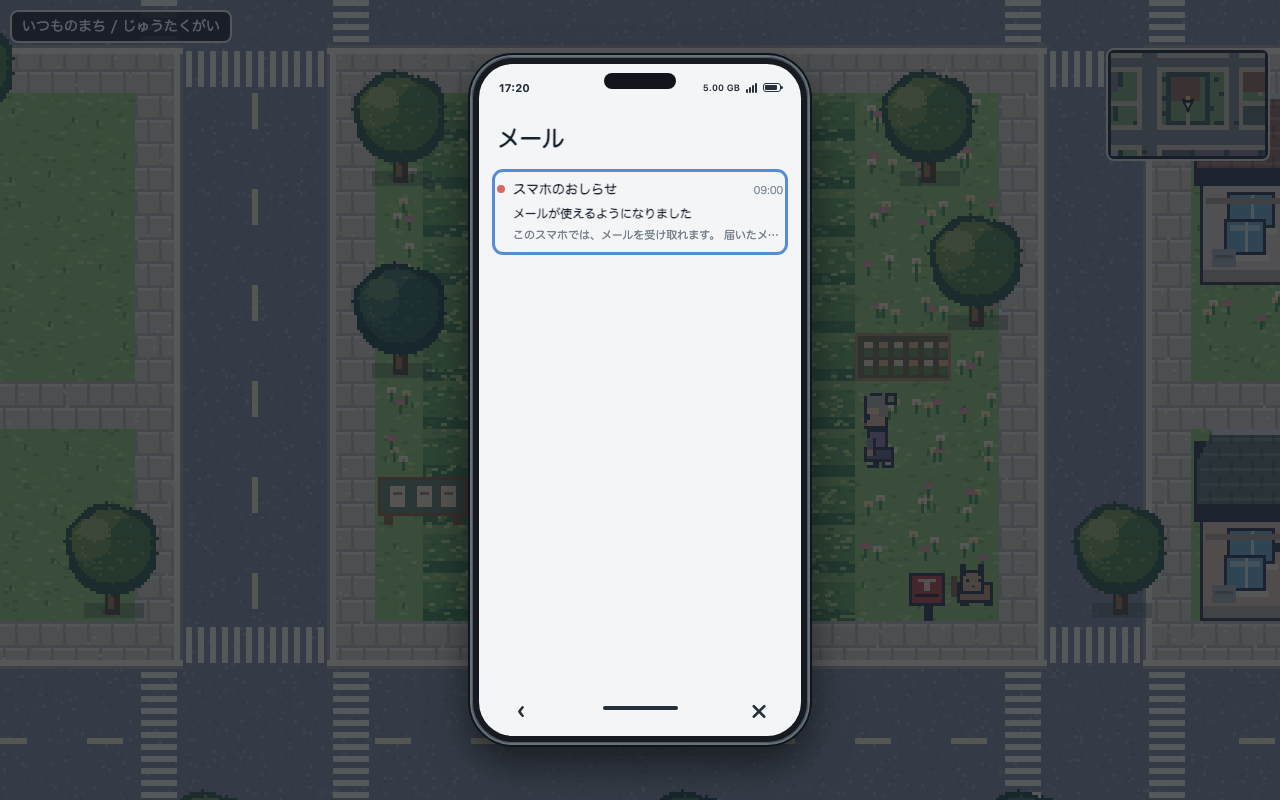 いつものまち / じゅうたくがい
17:20
5.00 GB
メール
スマホのおしらせ
09:00
メールが使えるようになりました
このスマホでは、メールを受け取れます。 届いたメ…